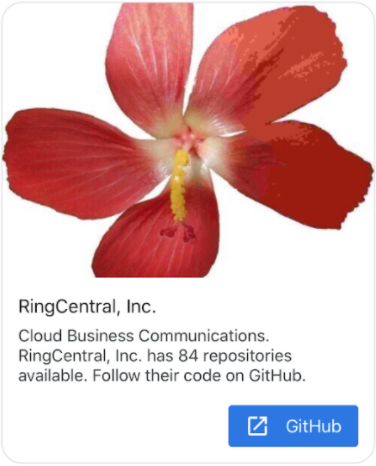 RingCentral, Inc.
Cloud Business Communications.
RingCentral, Inc. has 84 repositories
available. Follow their code on GitHub.
GitHub